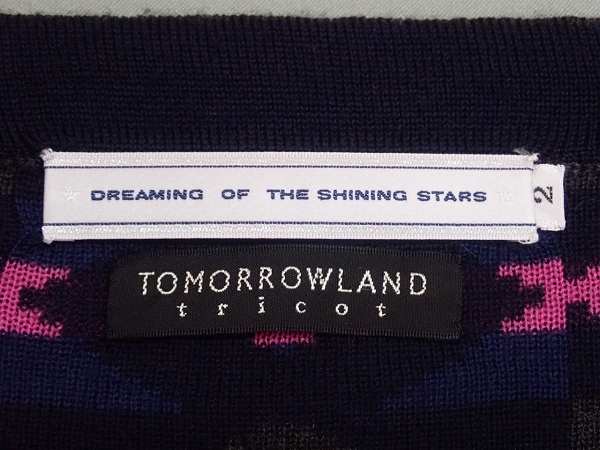 DREAMING OF THE SHINING STARS
2
TOMORROWLAND
tricot